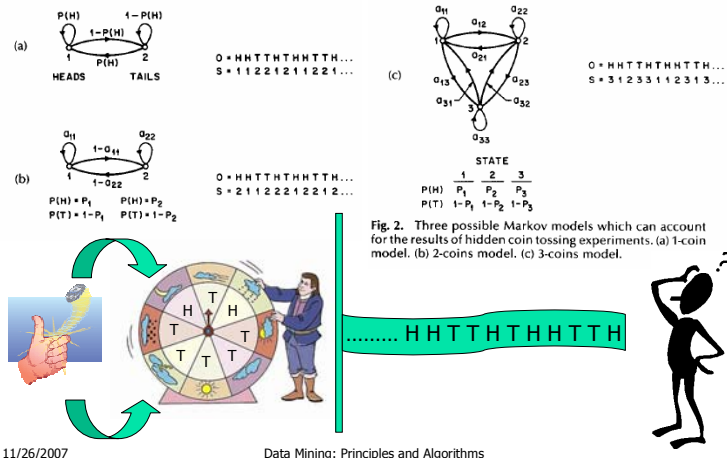 (a)
P(H) 1-P(H)
1-P(H)
1 2
P(H)
HEADS TAILS
O = H H T T H T H H T T H ...
S = 1 1 2 2 1 2 1 1 2 2 1 ...
(b)
a11 a22
1-a11
1 2
1-a22
P(H) = P1 P(H) = P2
P(T) = 1-P1 P(T) = 1-P2
O = H H T T H T H H T T H ...
S = 2 1 1 2 2 2 1 2 2 1 2 ...
(c)
a11 a12 a22
1 2
a21
a13 a23
a31 a32
3
a33
O = H H T T H T H H T T H ...
S = 3 1 2 3 3 1 1 2 3 1 3 ...
STATE
1 2 3
P(H) P1 P2 P3
P(T) 1-P1 1-P2 1-P3
Fig. 2. Three possible Markov models which can account
for the results of hidden coin tossing experiments. (a) 1-coin
model. (b) 2-coins model. (c) 3-coins model.
T
H H
T T
T T
T
......... H H T T H T H H T T H
? ?
11/26/2007 Data Mining: Principles and Algorithms